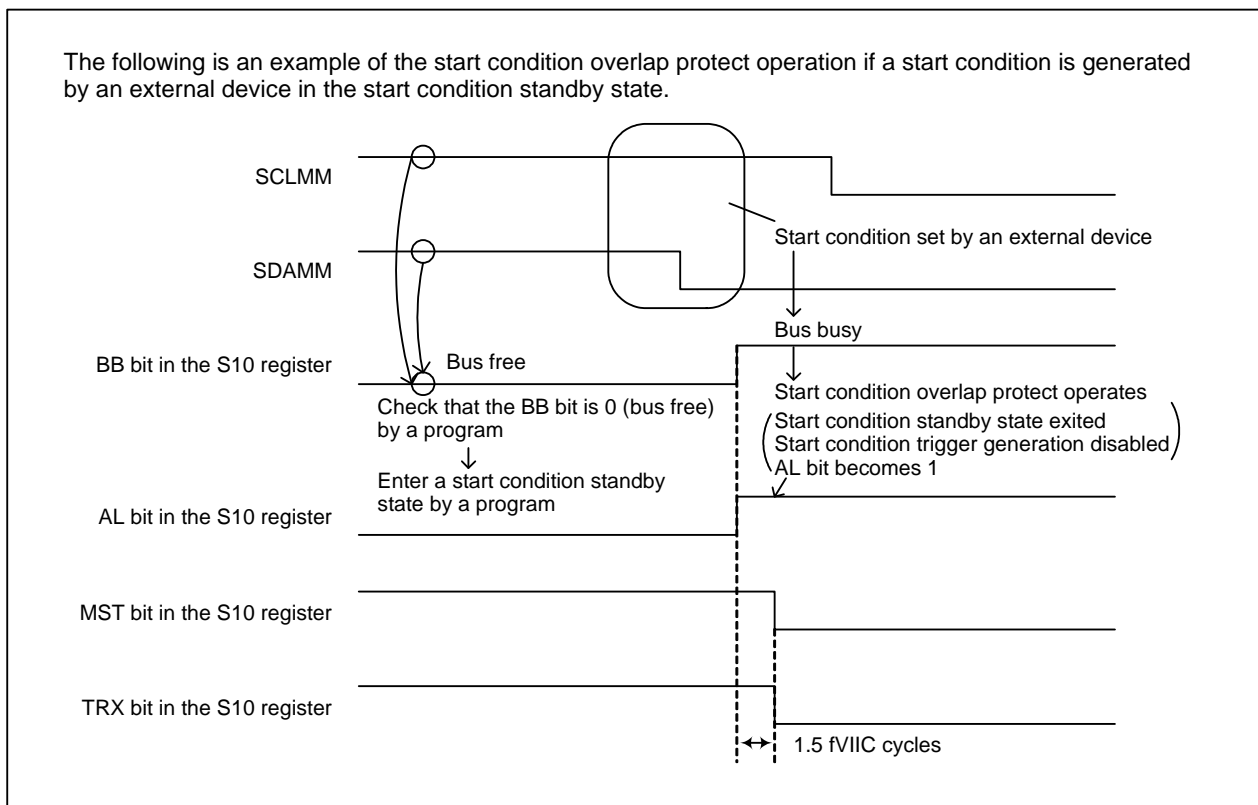 The following is an example of the start condition overlap protect operation if a start condition is generated
by an external device in the start condition standby state.
SCLMM
Start condition set by an external device
SDAMM
Bus busy
BB bit in the S10 register
Bus free
Check that the BB bit is 0 (bus free)
by a program
Enter a start condition standby
state by a program
Start condition overlap protect operates
Start condition standby state exited
Start condition trigger generation disabled
AL bit becomes 1
AL bit in the S10 register
MST bit in the S10 register
TRX bit in the S10 register
1.5 fVIIC cycles